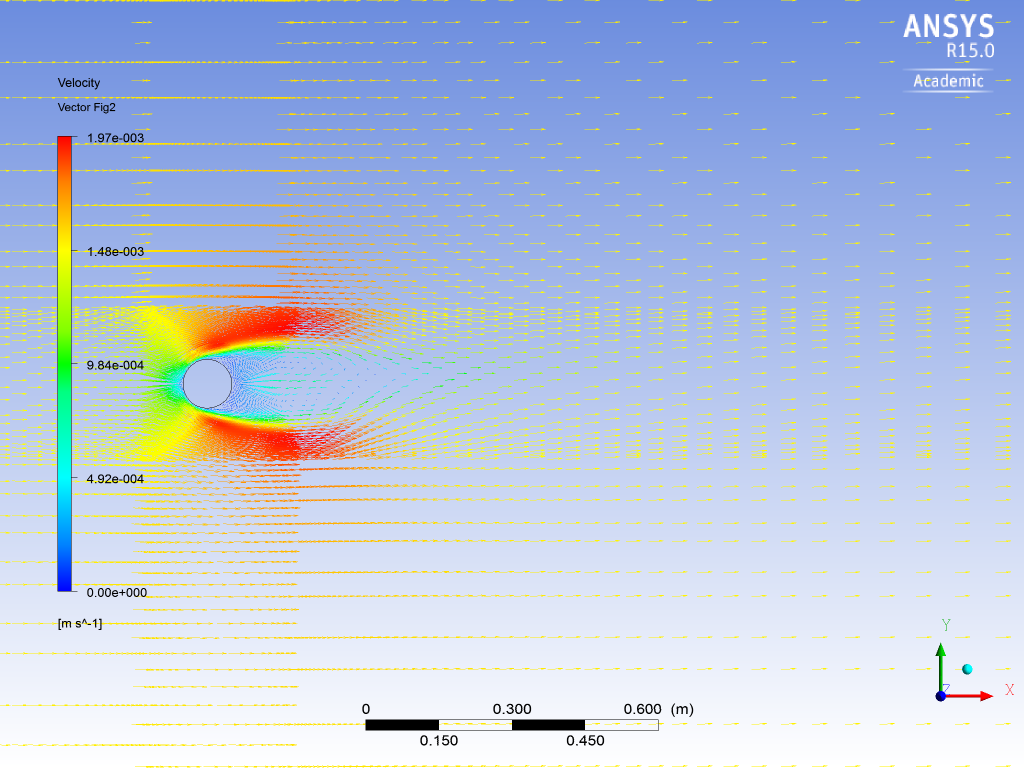 ANSYS
R15.0
Academic
Velocity
Vector Fig2
1.97e-003
1.48e-003
9.84e-004
4.92e-004
0.00e+000
[m s^-1]
0 0.300 0.600 (m)
0.150 0.450
Y
Z
X